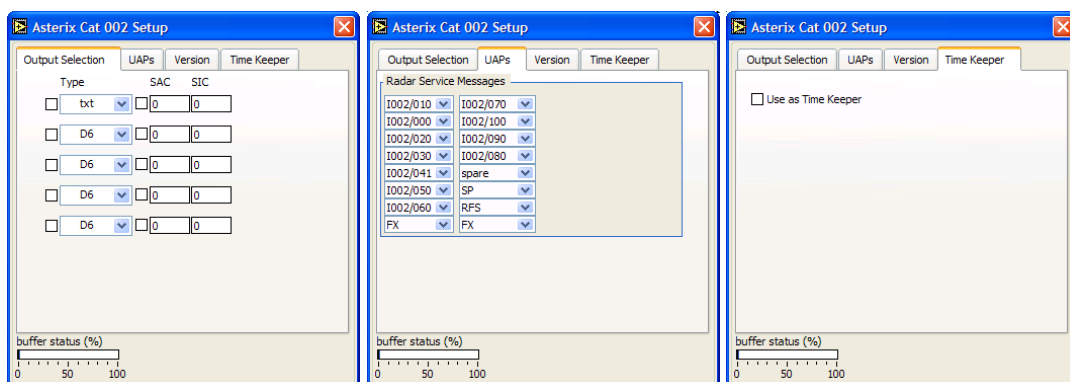 Asterix Cat 002 Setup
Output Selection UAPs Version Time Keeper
Type SAC SIC
txt 0 0
D6 0 0
D6 0 0
D6 0 0
D6 0 0
buffer status (%)
0 50 100
Asterix Cat 002 Setup
Output Selection UAPs Version Time Keeper
Radar Service Messages
I002/010 I002/070
I002/000 I002/100
I002/020 I002/090
I002/030 I002/080
I002/041 spare
I002/050 SP
I002/060 RFS
FX FX
buffer status (%)
0 50 100
Asterix Cat 002 Setup
Output Selection UAPs Version Time Keeper
Use as Time Keeper
buffer status (%)
0 50 100